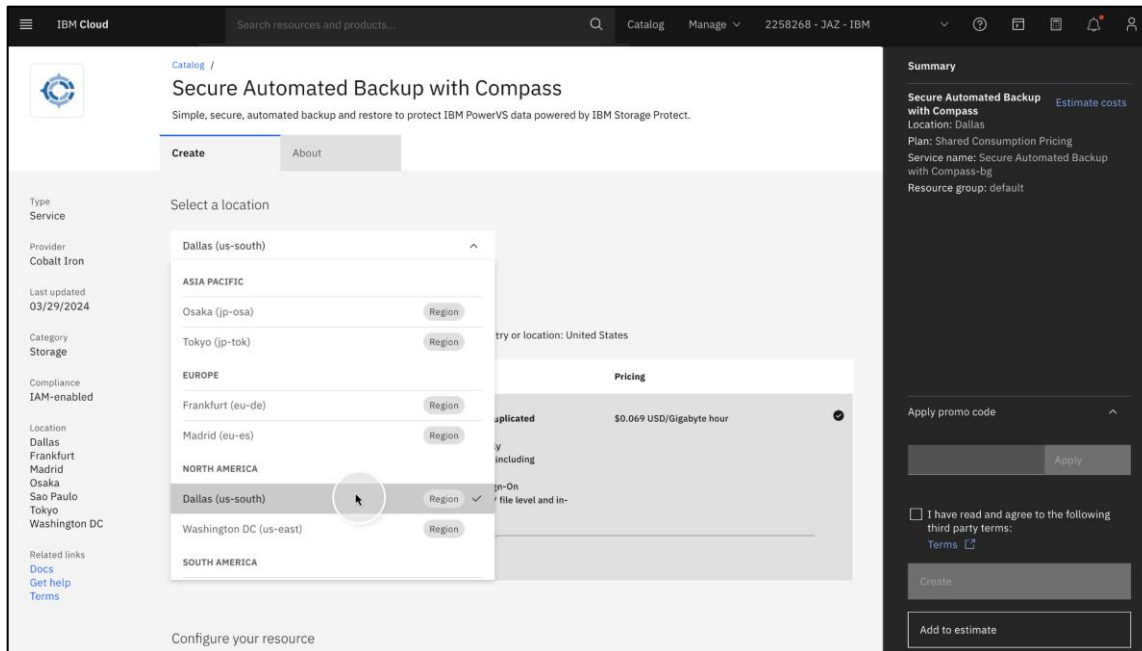 IBM Cloud
Search resources and products...
Catalog
Manage
2258268 - JAZ - IBM
Catalog /
Secure Automated Backup with Compass
Simple, secure, automated backup and restore to protect IBM PowerVS data powered by IBM Storage Protect.
Create
About
Type
Service
Provider
Cobalt Iron
Last updated
03/29/2024
Category
Storage
Compliance
IAM-enabled
Location
Dallas
Frankfurt
Madrid
Osaka
Sao Paulo
Tokyo
Washington DC
Related links
Docs
Get help
Terms
Select a location
Dallas (us-south)
ASIA PACIFIC
Osaka (jp-osa) Region
Tokyo (jp-tok) Region
EUROPE
Frankfurt (eu-de) Region
Madrid (eu-es) Region
NORTH AMERICA
Dallas (us-south) Region
Washington DC (us-east) Region
SOUTH AMERICA
try or location: United States
Pricing
uplicated
$0.069 USD/Gigabyte hour
y
including
gn-On
file level and in-
Configure your resource
Summary
Secure Automated Backup
with Compass
Estimate costs
Location: Dallas
Plan: Shared Consumption Pricing
Service name: Secure Automated Backup
with Compass-bg
Resource group: default
Apply promo code
Apply
I have read and agree to the following
third party terms:
Terms
Create
Add to estimate